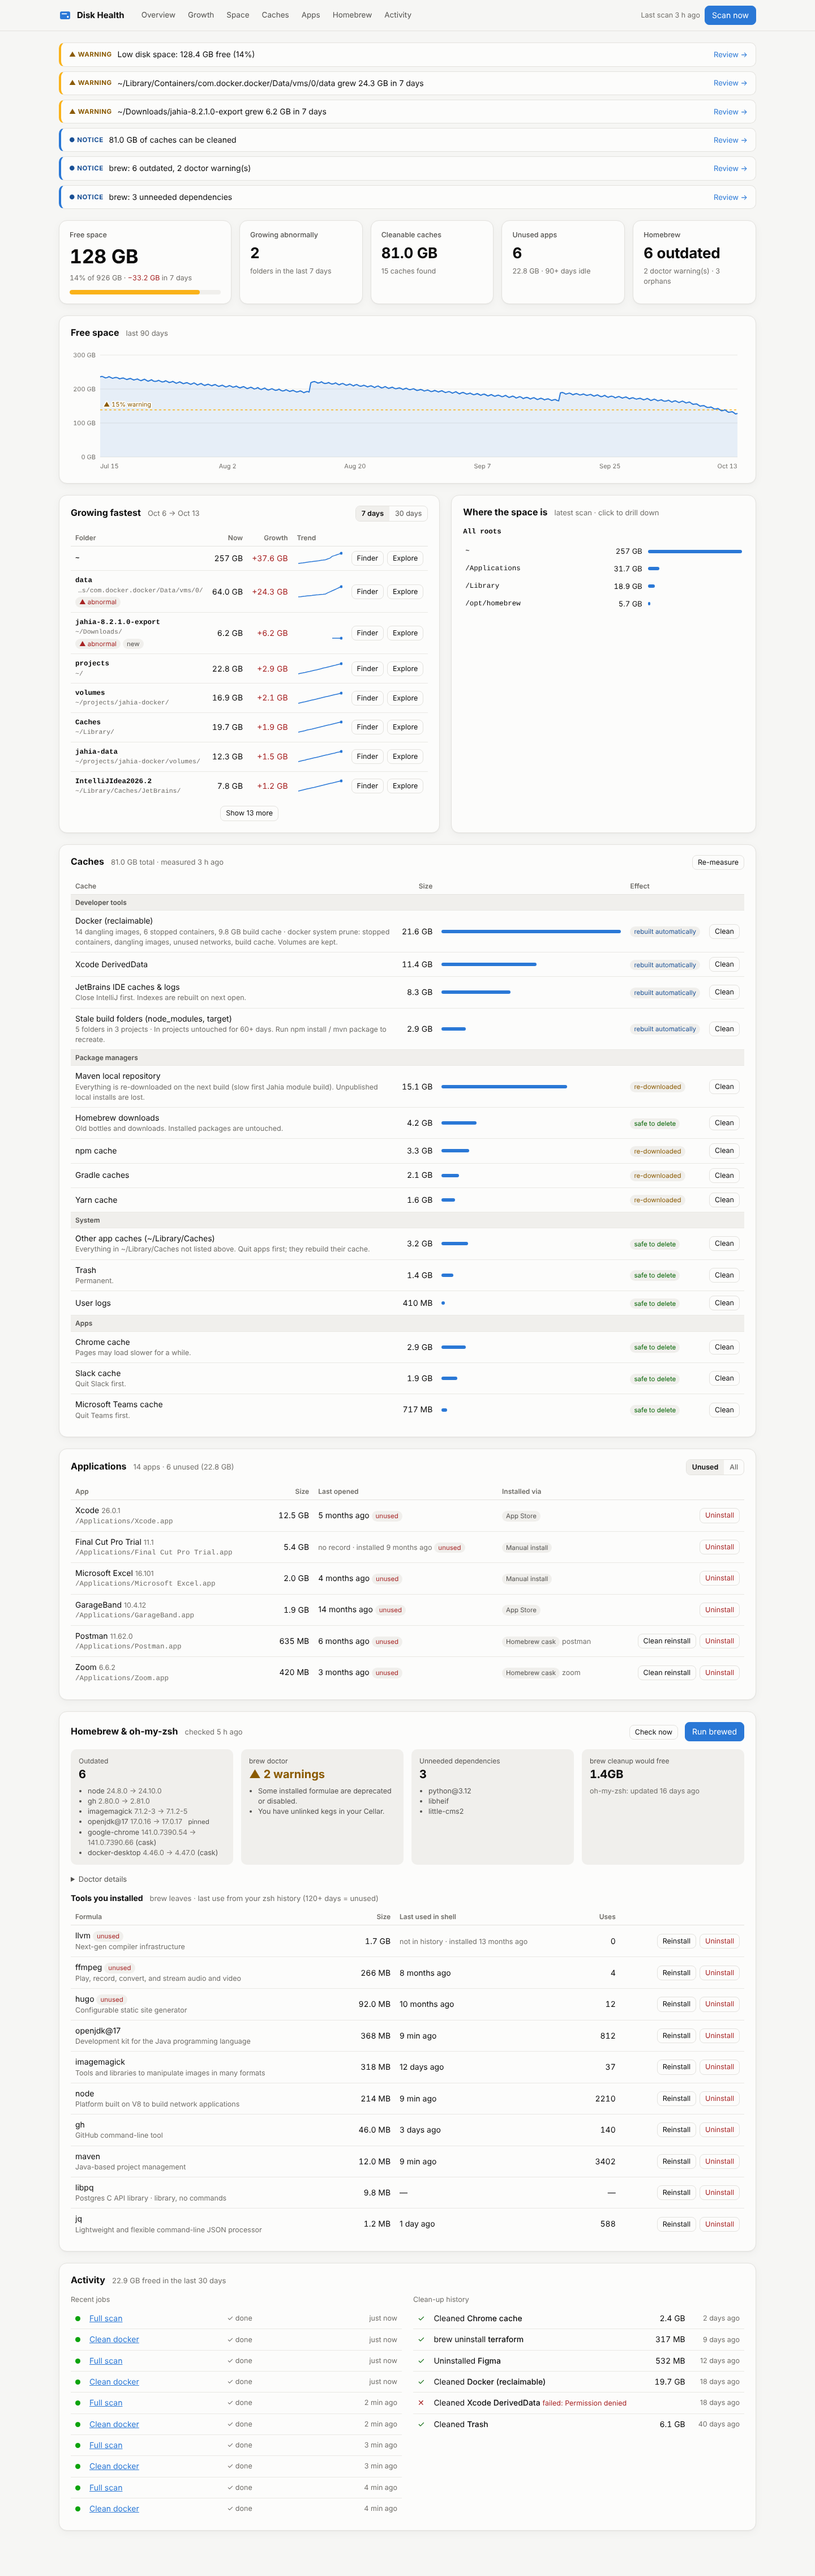 Disk Health Overview Growth Space Caches Apps Homebrew Activity Last scan 3 h ago Scan now
▲ WARNING Low disk space: 128.4 GB free (14%) Review →
▲ WARNING ~/Library/Containers/com.docker.docker/Data/vms/0/data grew 24.3 GB in 7 days Review →
▲ WARNING ~/Downloads/jahia-8.2.1.0-export grew 6.2 GB in 7 days Review →
● NOTICE 81.0 GB of caches can be cleaned Review →
● NOTICE brew: 6 outdated, 2 doctor warning(s) Review →
● NOTICE brew: 3 unneeded dependencies Review →
Free space
128 GB
14% of 926 GB · −33.2 GB in 7 days
Growing abnormally
2
folders in the last 7 days
Cleanable caches
81.0 GB
15 caches found
Unused apps
6
22.8 GB · 90+ days idle
Homebrew
6 outdated
2 doctor warning(s) · 3
orphans
Free space last 90 days
300 GB
200 GB
▲ 15% warning
100 GB
0 GB
Jul 15 Aug 2 Aug 20 Sep 7 Sep 25 Oct 13
Growing fastest Oct 6 → Oct 13 7 days 30 days
Folder Now Growth Trend
~ 257 GB +37.6 GB Finder Explore
data
…s/com.docker.docker/Data/vms/0/ 64.0 GB +24.3 GB Finder Explore
▲ abnormal
jahia-8.2.1.0-export
~/Downloads/ 6.2 GB +6.2 GB Finder Explore
▲ abnormal new
projects
~/ 22.8 GB +2.9 GB Finder Explore
volumes
~/projects/jahia-docker/ 16.9 GB +2.1 GB Finder Explore
Caches
~/Library/ 19.7 GB +1.9 GB Finder Explore
jahia-data
~/projects/jahia-docker/volumes/ 12.3 GB +1.5 GB Finder Explore
IntelliJIdea2026.2
~/Library/Caches/JetBrains/ 7.8 GB +1.2 GB Finder Explore
Show 13 more
Where the space is latest scan · click to drill down
All roots
~ 257 GB
/Applications 31.7 GB
/Library 18.9 GB
/opt/homebrew 5.7 GB
Caches 81.0 GB total · measured 3 h ago Re-measure
Cache Size Effect
Developer tools
Docker (reclaimable)
14 dangling images, 6 stopped containers, 9.8 GB build cache · docker system prune: stopped
containers, dangling images, unused networks, build cache. Volumes are kept.
21.6 GB rebuilt automatically Clean
Xcode DerivedData 11.4 GB rebuilt automatically Clean
JetBrains IDE caches & logs
Close IntelliJ first. Indexes are rebuilt on next open.
8.3 GB rebuilt automatically Clean
Stale build folders (node_modules, target)
5 folders in 3 projects · In projects untouched for 60+ days. Run npm install / mvn package to
recreate.
2.9 GB rebuilt automatically Clean
Package managers
Maven local repository
Everything is re-downloaded on the next build (slow first Jahia module build). Unpublished
local installs are lost.
15.1 GB re-downloaded Clean
Homebrew downloads
Old bottles and downloads. Installed packages are untouched.
4.2 GB safe to delete Clean
npm cache 3.3 GB re-downloaded Clean
Gradle caches 2.1 GB re-downloaded Clean
Yarn cache 1.6 GB re-downloaded Clean
System
Other app caches (~/Library/Caches)
Everything in ~/Library/Caches not listed above. Quit apps first; they rebuild their cache.
3.2 GB safe to delete Clean
Trash
Permanent.
1.4 GB safe to delete Clean
User logs 410 MB safe to delete Clean
Apps
Chrome cache
Pages may load slower for a while.
2.9 GB safe to delete Clean
Slack cache
Quit Slack first.
1.9 GB safe to delete Clean
Microsoft Teams cache
Quit Teams first.
717 MB safe to delete Clean
Applications 14 apps · 6 unused (22.8 GB) Unused All
App Size Last opened Installed via
Xcode 26.0.1
/Applications/Xcode.app
12.5 GB 5 months ago unused App Store Uninstall
Final Cut Pro Trial 11.1
/Applications/Final Cut Pro Trial.app
5.4 GB no record · installed 9 months ago unused Manual install Uninstall
Microsoft Excel 16.101
/Applications/Microsoft Excel.app
2.0 GB 4 months ago unused Manual install Uninstall
GarageBand 10.4.12
/Applications/GarageBand.app
1.9 GB 14 months ago unused App Store Uninstall
Postman 11.62.0
/Applications/Postman.app
635 MB 6 months ago unused Homebrew cask postman Clean reinstall Uninstall
Zoom 6.6.2
/Applications/Zoom.app
420 MB 3 months ago unused Homebrew cask zoom Clean reinstall Uninstall
Homebrew & oh-my-zsh checked 5 h ago Check now Run brewed
Outdated
6
• node 24.8.0 → 24.10.0
• gh 2.80.0 → 2.81.0
• imagemagick 7.1.2-3 → 7.1.2-5
• openjdk@17 17.0.16 → 17.0.17 pinned
• google-chrome 141.0.7390.54 →
141.0.7390.66 (cask)
• docker-desktop 4.46.0 → 4.47.0 (cask)
brew doctor
▲ 2 warnings
• Some installed formulae are deprecated
or disabled.
• You have unlinked kegs in your Cellar.
Unneeded dependencies
3
• python@3.12
• libheif
• little-cms2
brew cleanup would free
1.4GB
oh-my-zsh: updated 16 days ago
▶ Doctor details
Tools you installed brew leaves · last use from your zsh history (120+ days = unused)
Formula Size Last used in shell Uses
llvm unused
Next-gen compiler infrastructure
1.7 GB not in history · installed 13 months ago 0 Reinstall Uninstall
ffmpeg unused
Play, record, convert, and stream audio and video
266 MB 8 months ago 4 Reinstall Uninstall
hugo unused
Configurable static site generator
92.0 MB 10 months ago 12 Reinstall Uninstall
openjdk@17
Development kit for the Java programming language
368 MB 9 min ago 812 Reinstall Uninstall
imagemagick
Tools and libraries to manipulate images in many formats
318 MB 12 days ago 37 Reinstall Uninstall
node
Platform built on V8 to build network applications
214 MB 9 min ago 2210 Reinstall Uninstall
gh
GitHub command-line tool
46.0 MB 3 days ago 140 Reinstall Uninstall
maven
Java-based project management
12.0 MB 9 min ago 3402 Reinstall Uninstall
libpq
Postgres C API library · library, no commands
9.8 MB — — Reinstall Uninstall
jq
Lightweight and flexible command-line JSON processor
1.2 MB 1 day ago 588 Reinstall Uninstall
Activity 22.9 GB freed in the last 30 days
Recent jobs
Full scan ✓ done just now
Clean docker ✓ done just now
Full scan ✓ done just now
Clean docker ✓ done just now
Full scan ✓ done 2 min ago
Clean docker ✓ done 2 min ago
Full scan ✓ done 3 min ago
Clean docker ✓ done 3 min ago
Full scan ✓ done 4 min ago
Clean docker ✓ done 4 min ago
Clean-up history
✓ Cleaned Chrome cache 2.4 GB 2 days ago
✓ brew uninstall terraform 317 MB 9 days ago
✓ Uninstalled Figma 532 MB 12 days ago
✓ Cleaned Docker (reclaimable) 19.7 GB 18 days ago
✕ Cleaned Xcode DerivedData failed: Permission denied 18 days ago
✓ Cleaned Trash 6.1 GB 40 days ago